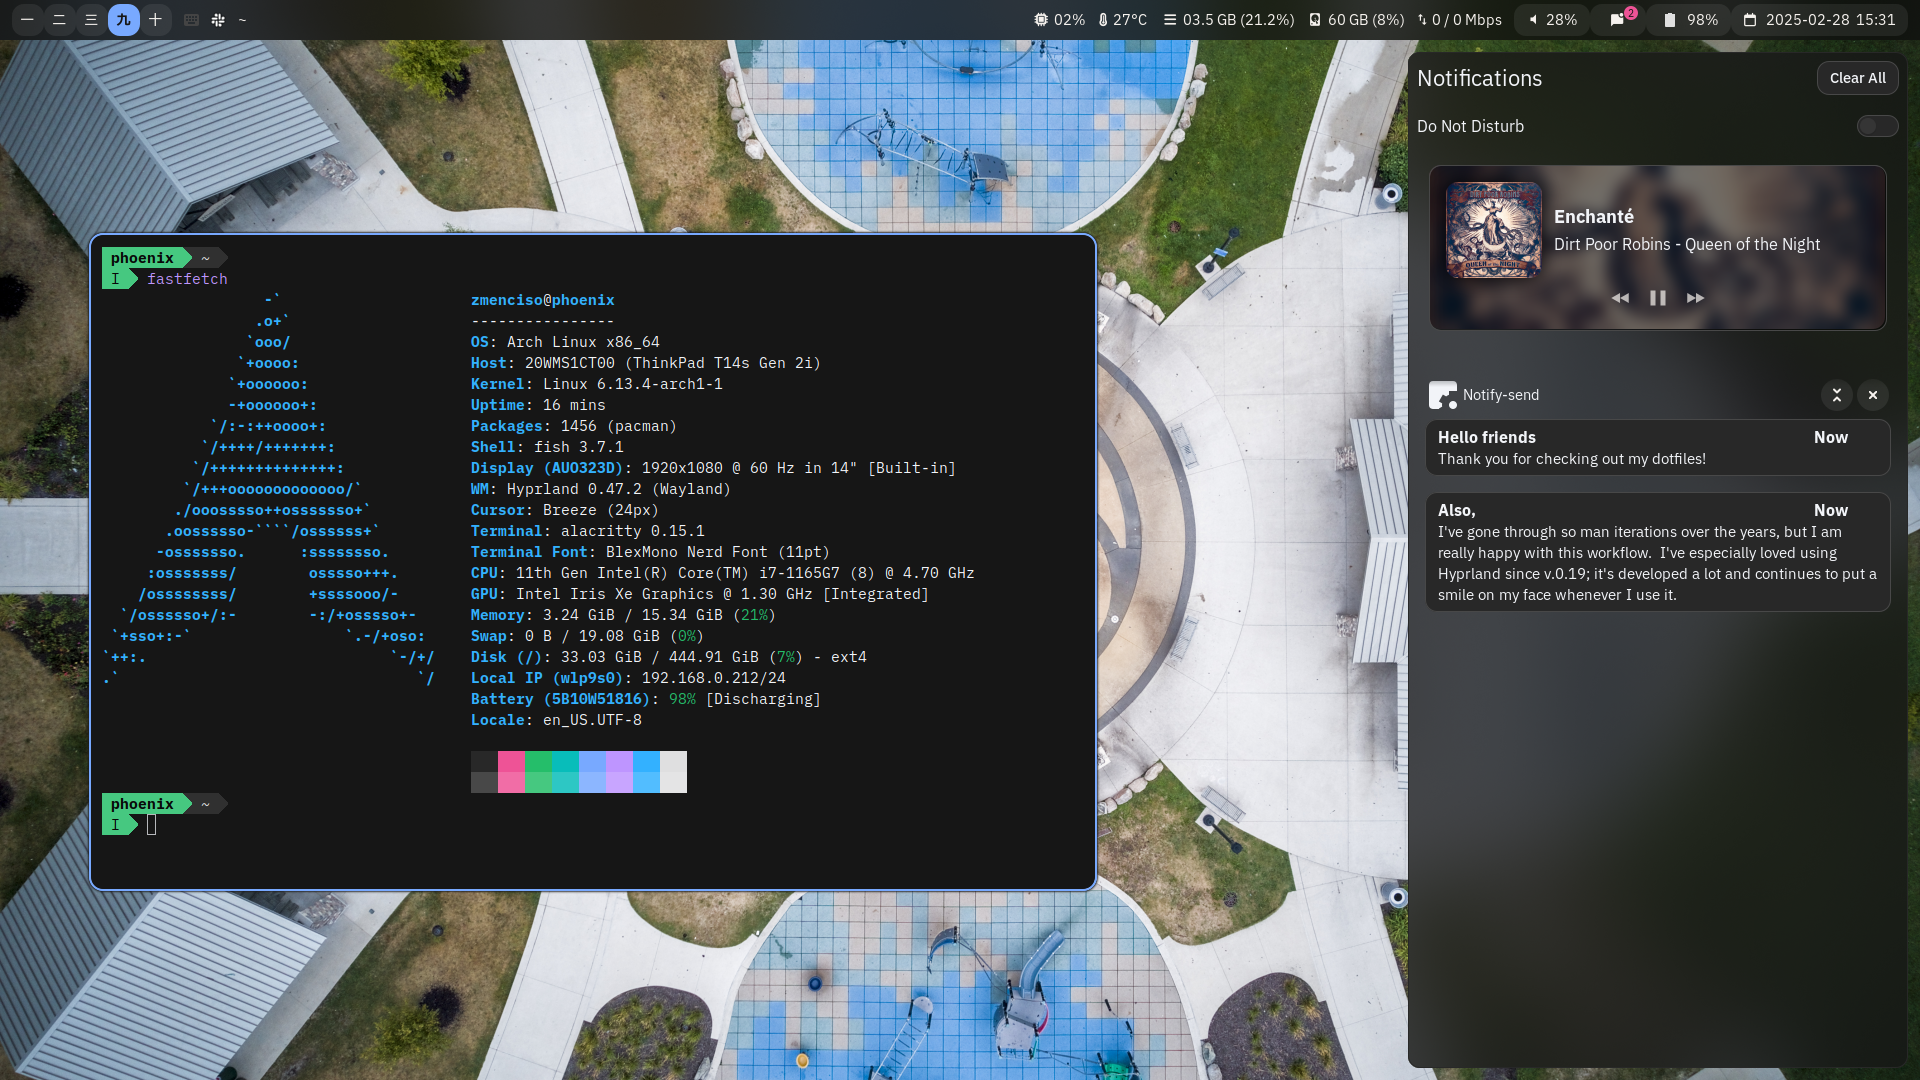 一 二 三 九 十 ~ 02% 27°C 03.5 GB (21.2%) 60 GB (8%) 0 / 0 Mbps 28% 2 98% 2025-02-28 15:31
phoenix ~
I fastfetch
-`
.o+`
`ooo/
`+oooo:
`+oooooo:
-+oooooo+:
`/:-:++oooo+:
`/++++/+++++++:
`/++++++++++++++:
`/+++ooooooooooooo/`
./ooosssso++osssssso+`
.oossssso-````/ossssss+`
-osssssso.      :ssssssso.
:osssssss/        osssso+++.
/ossssssss/        +ssssooo/-
`/ossssso+/:-        -:/+osssso+-
`+sso+:-`                 `.-/+oso:
`++:.                           `-/+/
.`                                 `/
zmenciso@phoenix
----------------
OS: Arch Linux x86_64
Host: 20WMS1CT00 (ThinkPad T14s Gen 2i)
Kernel: Linux 6.13.4-arch1-1
Uptime: 16 mins
Packages: 1456 (pacman)
Shell: fish 3.7.1
Display (AUO323D): 1920x1080 @ 60 Hz in 14" [Built-in]
WM: Hyprland 0.47.2 (Wayland)
Cursor: Breeze (24px)
Terminal: alacritty 0.15.1
Terminal Font: BlexMono Nerd Font (11pt)
CPU: 11th Gen Intel(R) Core(TM) i7-1165G7 (8) @ 4.70 GHz
GPU: Intel Iris Xe Graphics @ 1.30 GHz [Integrated]
Memory: 3.24 GiB / 15.34 GiB (21%)
Swap: 0 B / 19.08 GiB (0%)
Disk (/): 33.03 GiB / 444.91 GiB (7%) - ext4
Local IP (wlp9s0): 192.168.0.212/24
Battery (5B10W51816): 98% [Discharging]
Locale: en_US.UTF-8
phoenix ~
I
Notifications
Clear All
Do Not Disturb
QUEEN OF THE NIGHT
Enchanté
Dirt Poor Robins - Queen of the Night
Notify-send
Hello friends Now
Thank you for checking out my dotfiles!
Also, Now
I've gone through so man iterations over the years, but I am
really happy with this workflow.  I've especially loved using
Hyprland since v.0.19; it's developed a lot and continues to put a
smile on my face whenever I use it.